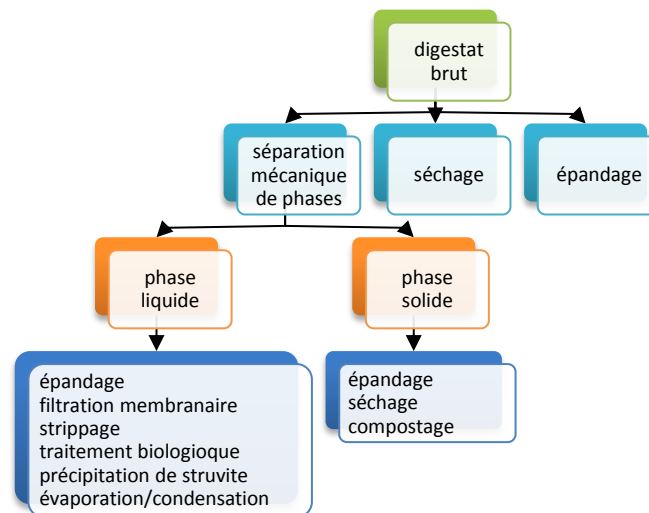 digestat
brut
séparation
mécanique
de phases
séchage
épandage
phase
liquide
phase
solide
épandage
filtration membranaire
strippage
traitement biologioque
précipitation de struvite
évaporation/condensation
épandage
séchage
compostage